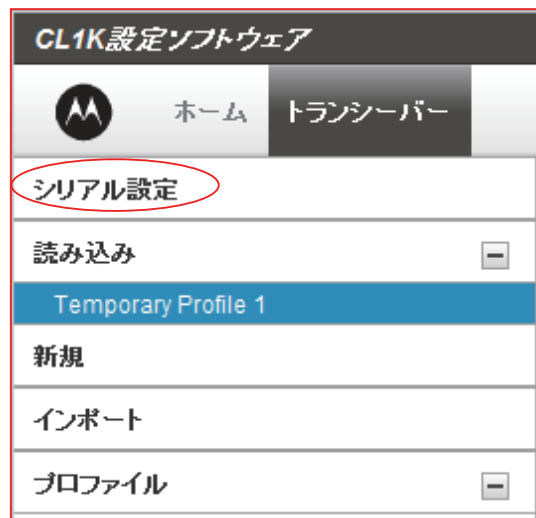 CL1K設定ソフトウェア
ホーム トランシーバー
シリアル設定
読み込み
Temporary Profile 1
新規
インポート
プロファイル